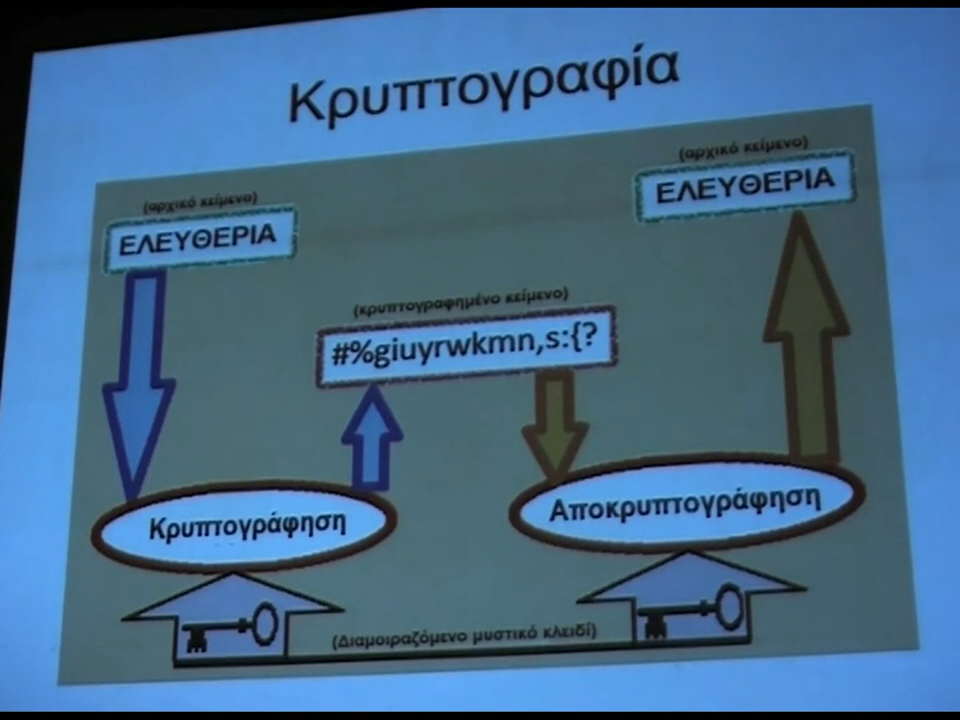 Κρυπτογραφία
(αρχικό κείμενο)
ΕΛΕΥΘΕΡΙΑ
(αρχικό κείμενο)
ΕΛΕΥΘΕΡΙΑ
(κρυπτογραφημένο κείμενο)
#%giuyrwkmn,s:{?
Κρυπτογράφηση
Αποκρυπτογράφηση
(Διαμοιραζόμενο μυστικό κλειδί)